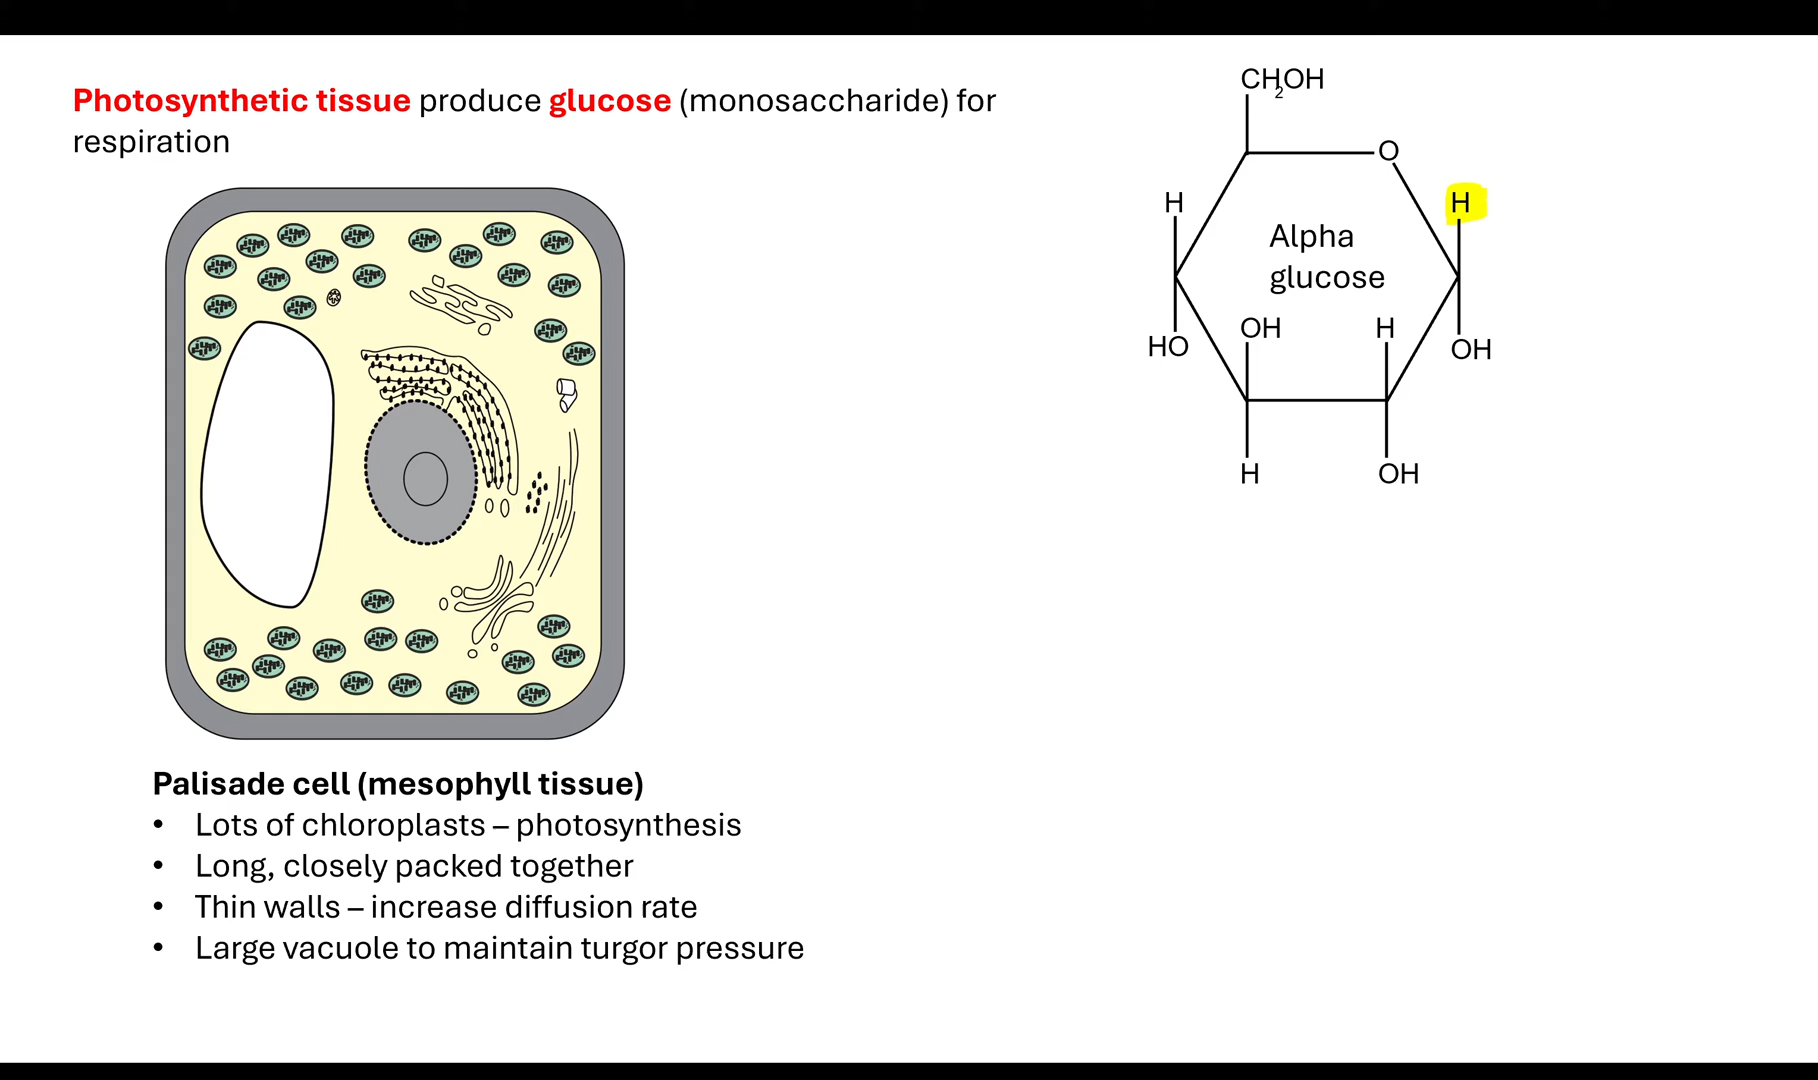 Photosynthetic tissue produce glucose (monosaccharide) for
respiration
CH2OH
O
H
H
Alpha
glucose
OH
H
HO
OH
H
OH
Palisade cell (mesophyll tissue)
• Lots of chloroplasts – photosynthesis
• Long, closely packed together
• Thin walls – increase diffusion rate
• Large vacuole to maintain turgor pressure